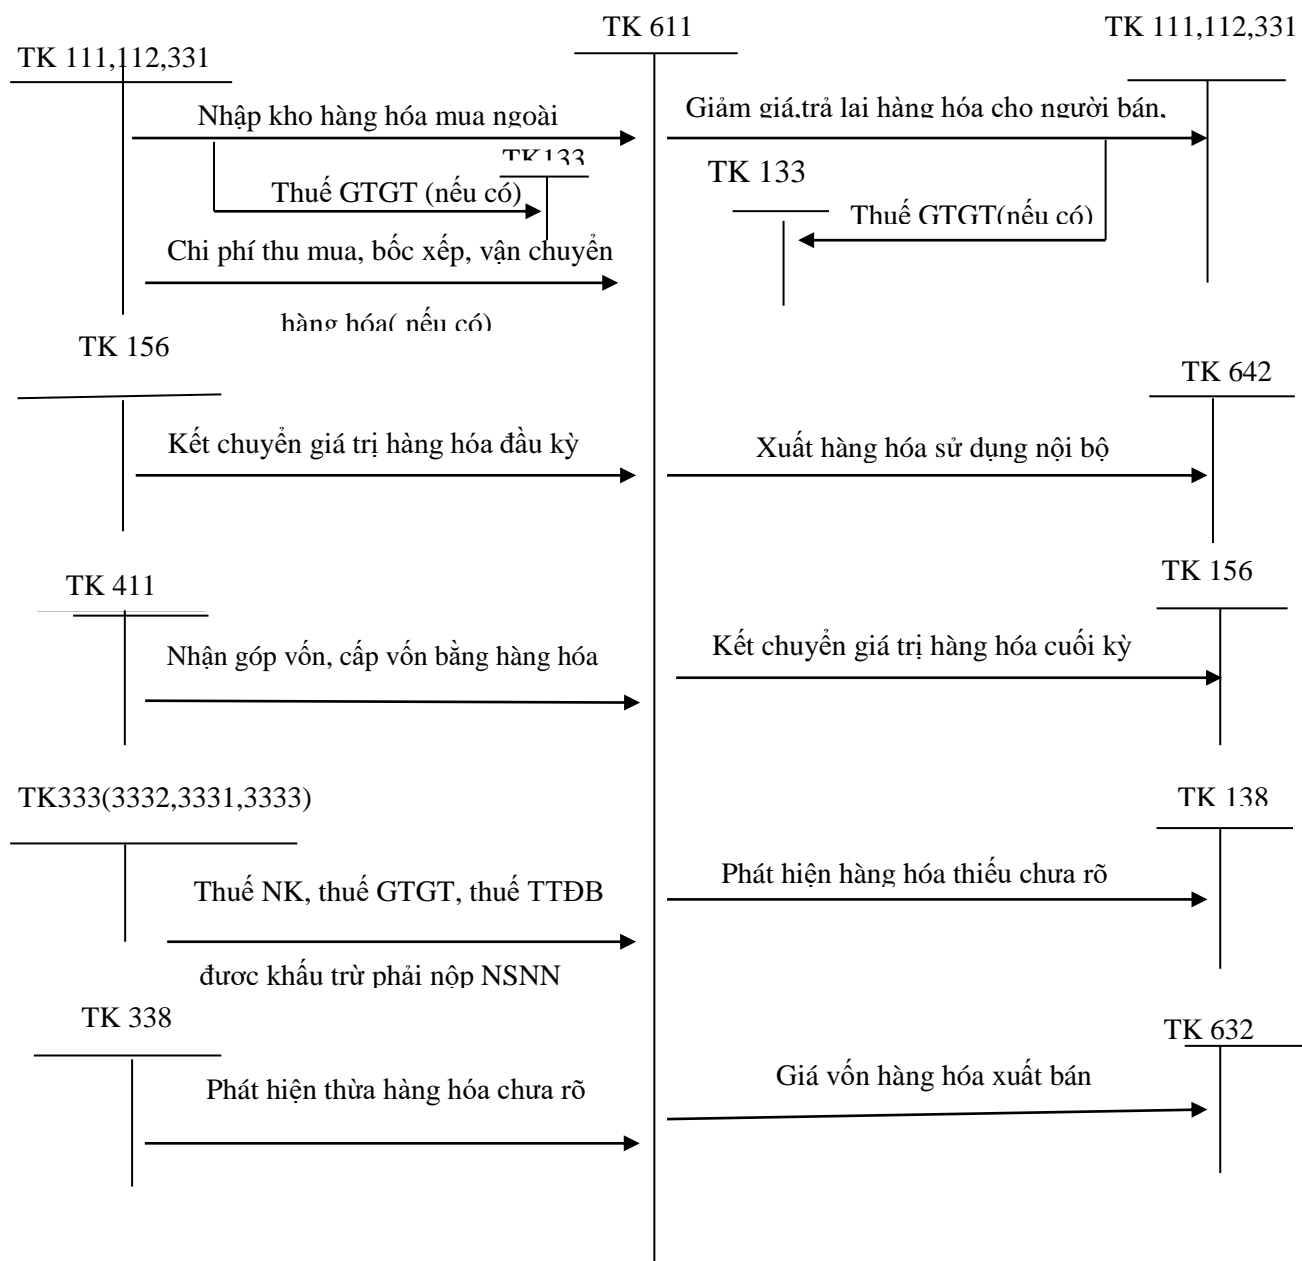 TK 611
TK 111,112,331
TK 111,112,331
Nhập kho hàng hóa mua ngoài
Giảm giá,trả lai hàng hóa cho người bán,
TK133
TK 133
Thuế GTGT (nếu có)
Thuế GTGT(nếu có)
Chi phí thu mua, bốc xếp, vận chuyển
hàng hóa( nếu có)
TK 156
TK 642
Kết chuyển giá trị hàng hóa đầu kỳ
Xuất hàng hóa sử dụng nội bộ
TK 411
TK 156
Nhận góp vốn, cấp vốn bằng hàng hóa
Kết chuyển giá trị hàng hóa cuối kỳ
TK333(3332,3331,3333)
TK 138
Thuế NK, thuế GTGT, thuế TTĐB
Phát hiện hàng hóa thiếu chưa rõ
được khấu trừ phải nộp NSNN
TK 338
TK 632
Phát hiện thừa hàng hóa chưa rõ
Giá vốn hàng hóa xuất bán